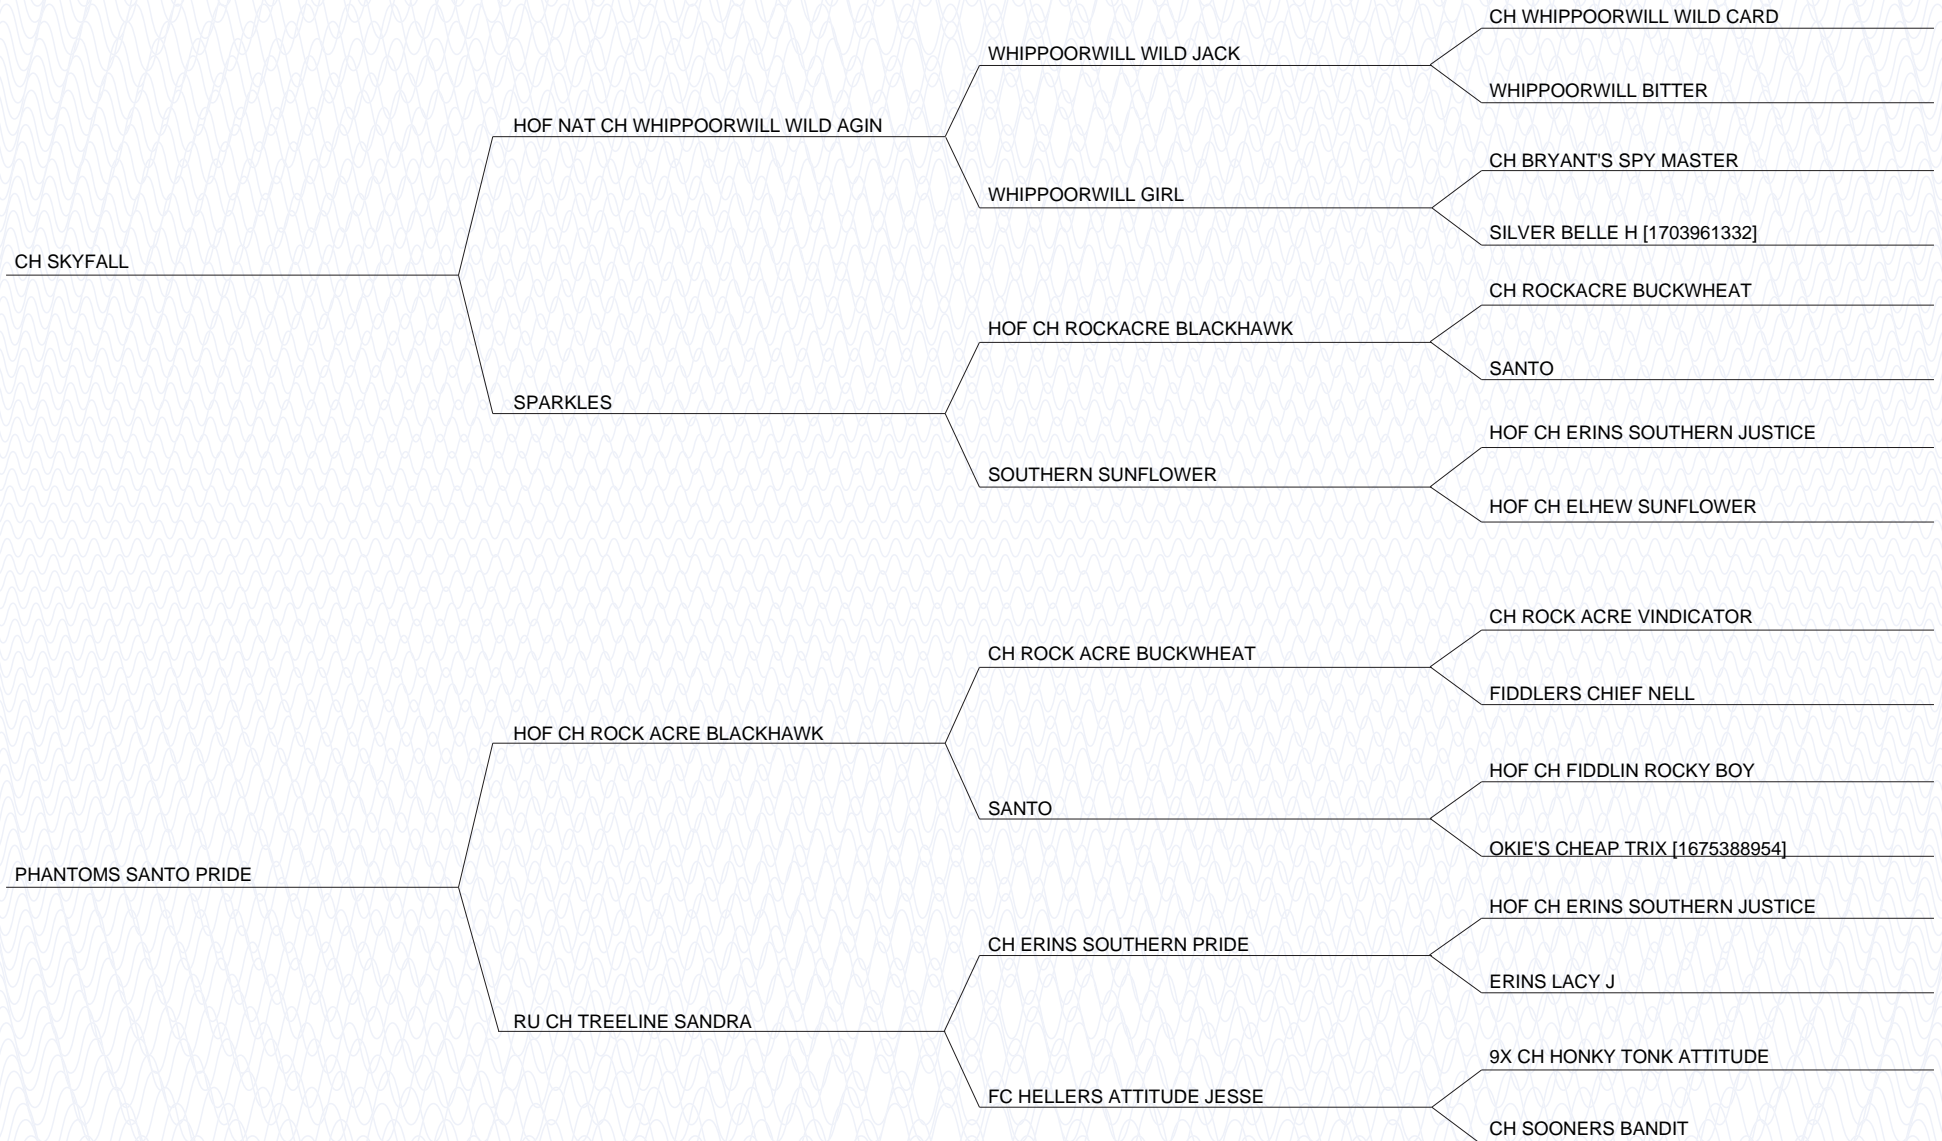 CH WHIPPOORWILL WILD CARD
WHIPPOORWILL WILD JACK
WHIPPOORWILL BITTER
HOF NAT CH WHIPPOORWILL WILD AGIN
CH BRYANT'S SPY MASTER
WHIPPOORWILL GIRL
SILVER BELLE H [1703961332]
CH SKYFALL
CH ROCKACRE BUCKWHEAT
HOF CH ROCKACRE BLACKHAWK
SANTO
SPARKLES
HOF CH ERINS SOUTHERN JUSTICE
SOUTHERN SUNFLOWER
HOF CH ELHEW SUNFLOWER
CH ROCK ACRE VINDICATOR
CH ROCK ACRE BUCKWHEAT
FIDDLERS CHIEF NELL
HOF CH ROCK ACRE BLACKHAWK
HOF CH FIDDLIN ROCKY BOY
SANTO
OKIE'S CHEAP TRIX [1675388954]
PHANTOMS SANTO PRIDE
HOF CH ERINS SOUTHERN JUSTICE
CH ERINS SOUTHERN PRIDE
ERINS LACY J
RU CH TREELINE SANDRA
9X CH HONKY TONK ATTITUDE
FC HELLERS ATTITUDE JESSE
CH SOONERS BANDIT